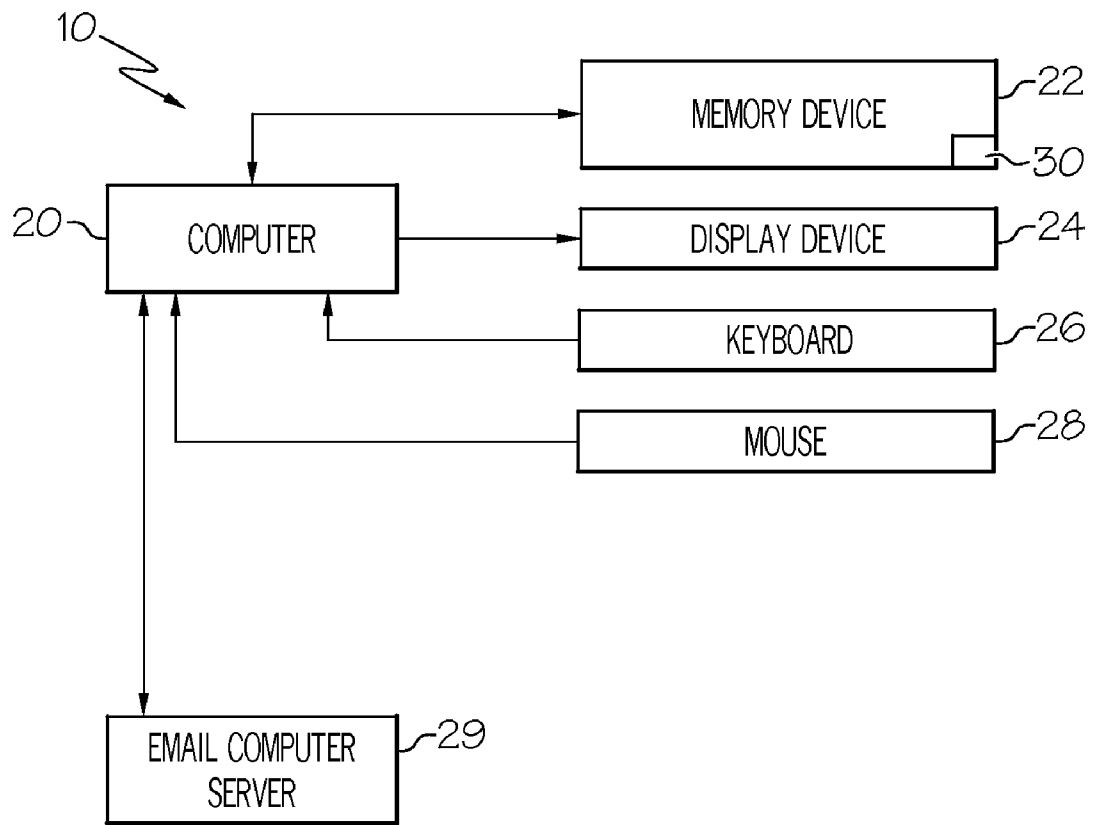 10
MEMORY DEVICE
22
30
20
COMPUTER
DISPLAY DEVICE
24
KEYBOARD
26
MOUSE
28
EMAIL COMPUTER
SERVER
29